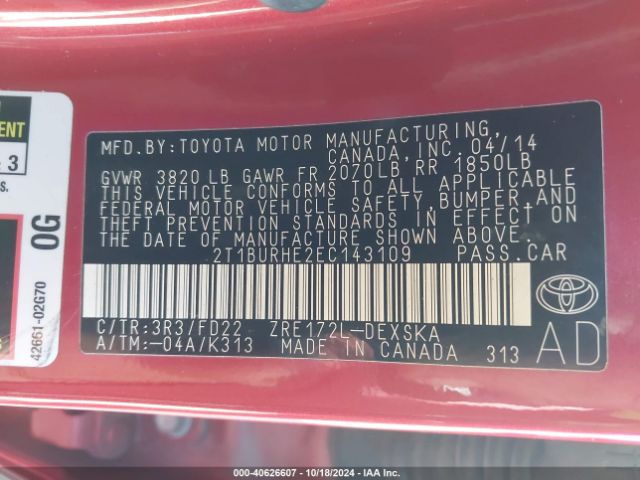 ENT
& 3
s.
0G
42661-02G70
MFD.BY:TOYOTA MOTOR MANUFACTURING,
CANADA, INC. 04/14
GVWR 3820 LB GAWR FR 2070LB RR 1850LB
THIS VEHICLE CONFORMS TO ALL APPLICABLE
FEDERAL MOTOR VEHICLE SAFETY, BUMPER, AND
THEFT PREVENTION STANDARDS IN EFFECT ON
THE DATE OF MANUFACTURE SHOWN ABOVE.
2T1BURHE2EC143109 PASS.CAR
C/TR:3R3/FD22 ZRE172L-DEXSKA
A/TM:-04A/K313 MADE IN CANADA 313
AD
000-40626607 - 10/18/2024 - IAA Inc.